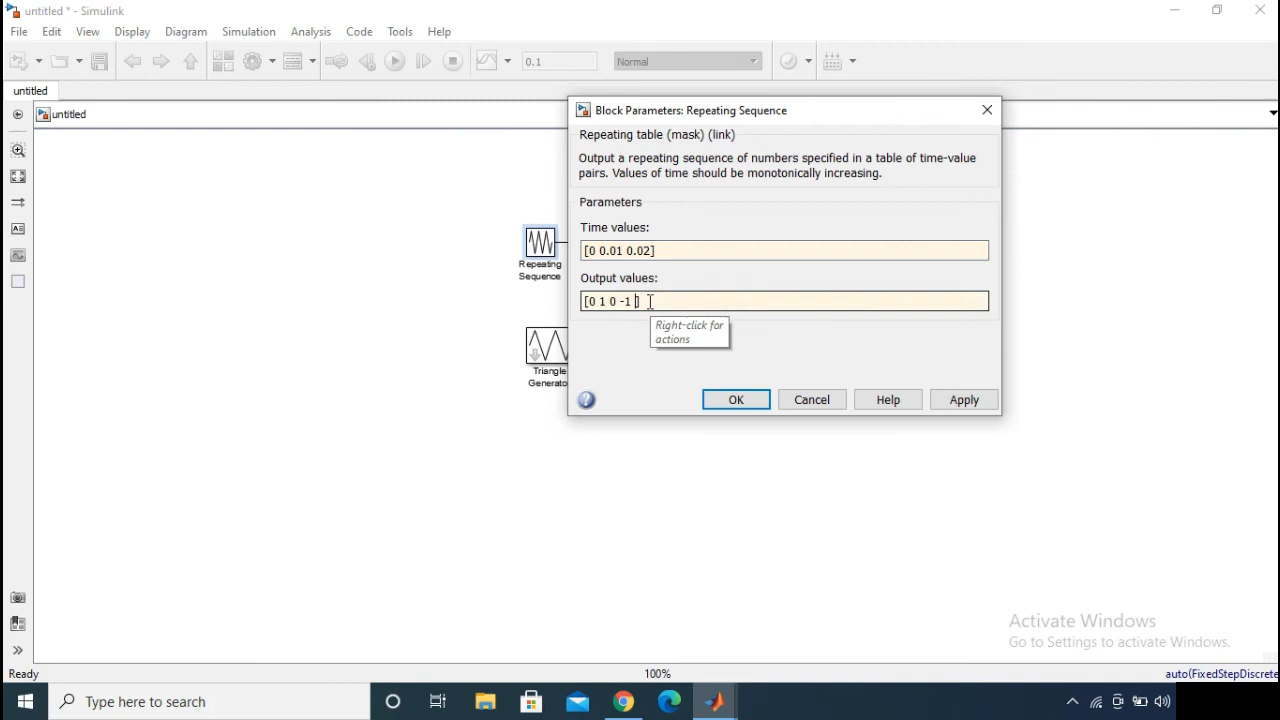 untitled * - Simulink
File Edit View Display Diagram Simulation Analysis Code Tools Help
0.1 Normal
untitled
untitled
Block Parameters: Repeating Sequence
Repeating table (mask) (link)
Output a repeating sequence of numbers specified in a table of time-value
pairs. Values of time should be monotonically increasing.
Parameters
Time values:
[0 0.01 0.02]
Output values:
[0 1 0 -1 ]
Right-click for
actions
OK Cancel Help Apply
Repeating
Sequence
Triangle
Generator
Activate Windows
Go to Settings to activate Windows.
Ready 100% auto(FixedStepDiscrete
Type here to search